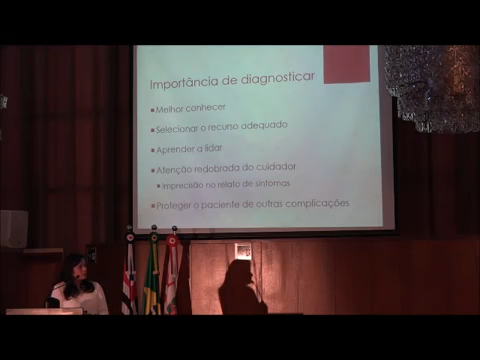 Importância de diagnosticar
Melhor conhecer
Selecionar o recurso adequado
Aprender a lidar
Atenção redobrada do cuidador
Imprecisão no relato de sintomas
Proteger o paciente de outras complicações